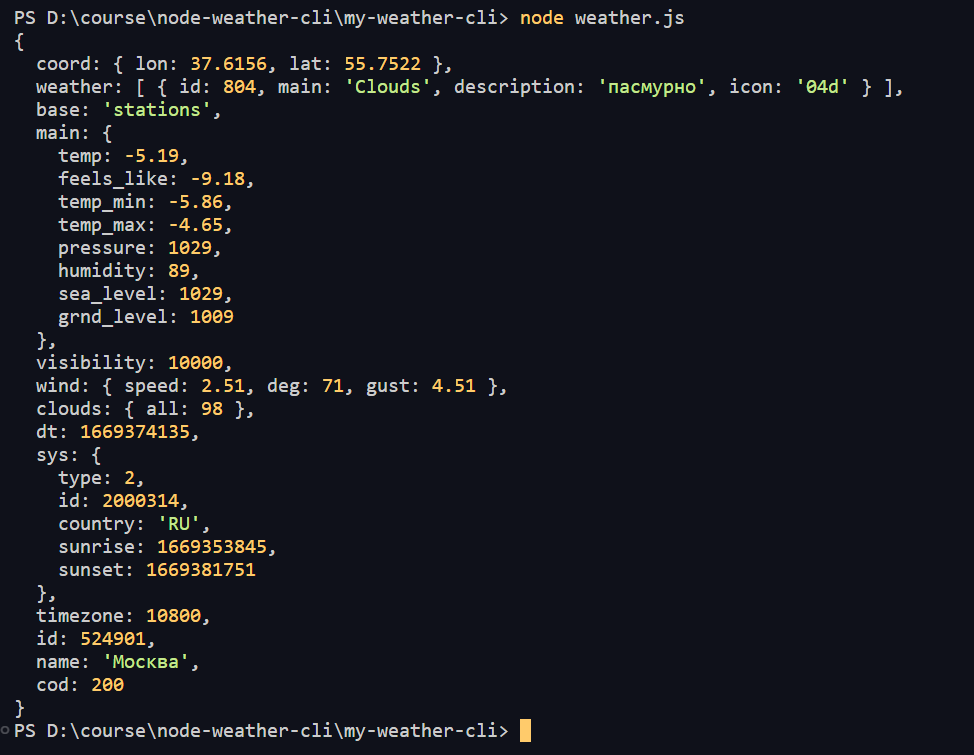 PS D:\course\node-weather-cli\my-weather-cli> node weather.js
{
  coord: { lon: 37.6156, lat: 55.7522 },
  weather: [ { id: 804, main: 'Clouds', description: 'пасмурно', icon: '04d' } ],
  base: 'stations',
  main: {
    temp: -5.19,
    feels_like: -9.18,
    temp_min: -5.86,
    temp_max: -4.65,
    pressure: 1029,
    humidity: 89,
    sea_level: 1029,
    grnd_level: 1009
  },
  visibility: 10000,
  wind: { speed: 2.51, deg: 71, gust: 4.51 },
  clouds: { all: 98 },
  dt: 1669374135,
  sys: {
    type: 2,
    id: 2000314,
    country: 'RU',
    sunrise: 1669353845,
    sunset: 1669381751
  },
  timezone: 10800,
  id: 524901,
  name: 'Москва',
  cod: 200
}
PS D:\course\node-weather-cli\my-weather-cli>